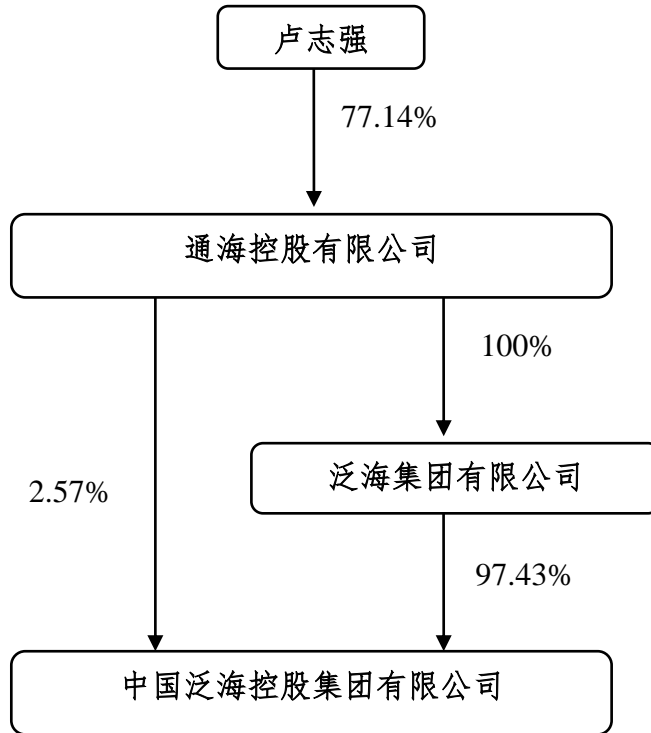 卢志强
77.14%
通海控股有限公司
100%
泛海集团有限公司
2.57%
97.43%
中国泛海控股集团有限公司